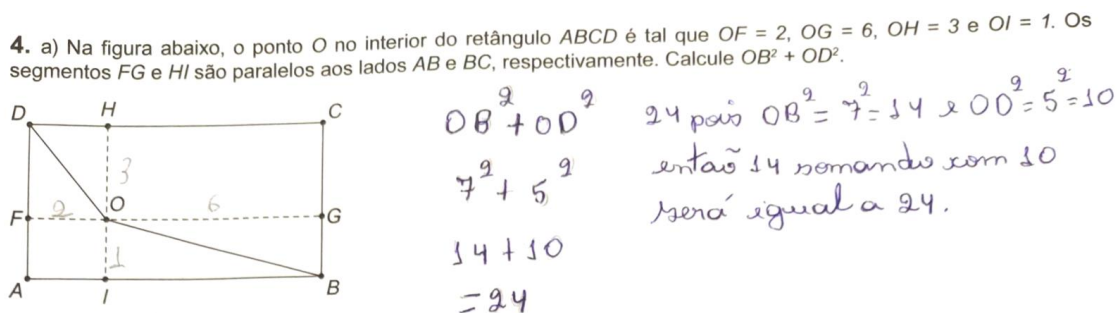 4. a) Na figura abaixo, o ponto O no interior do retângulo ABCD é tal que OF = 2, OG = 6, OH = 3 e OI = 1. Os
segmentos FG e HI são paralelos aos lados AB e BC, respectivamente. Calcule OB² + OD².
D H C
3
F 2 O 6 G
1
A I B
OB² + OD²
7² + 5²
14 + 10
= 24
24 pois OB² = 7² = 14 e OD² = 5² = 10
então 14 somando com 10
será igual a 24.